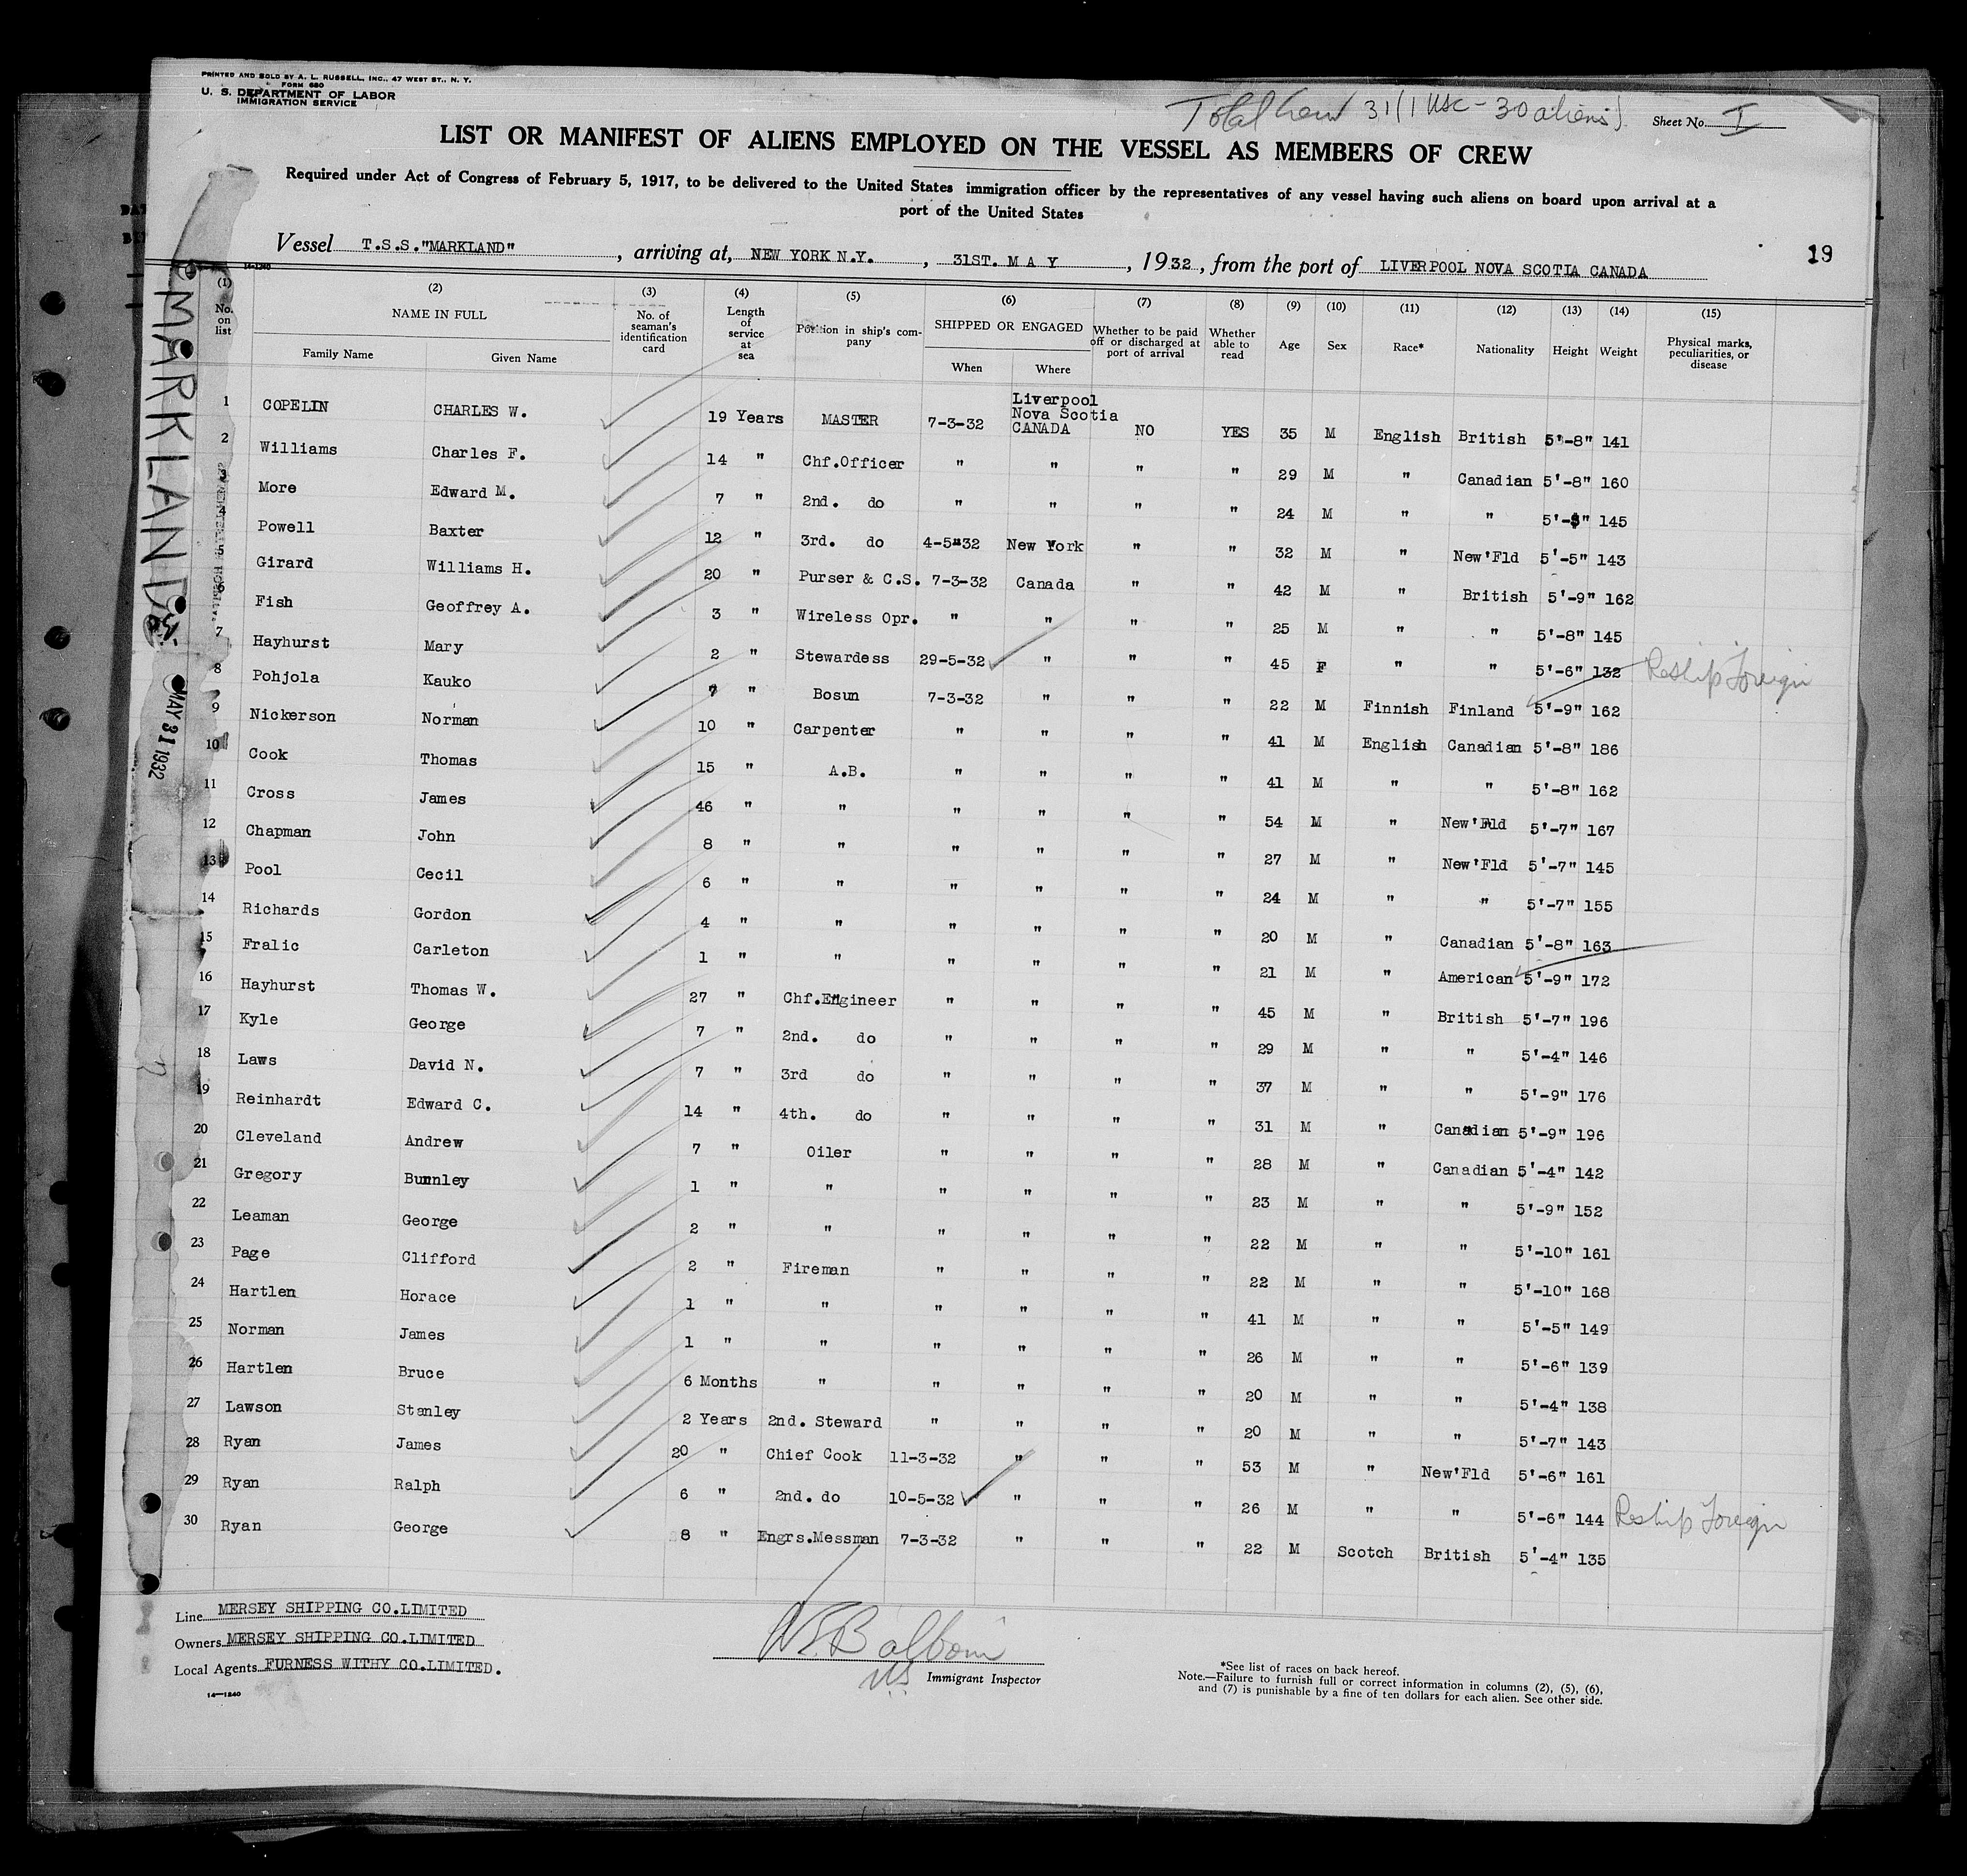 PRINTED AND SOLD BY A. L. RUSSELL, INC., 47 WEST ST., N. Y.
FORM 680
U. S. DEPARTMENT OF LABOR
IMMIGRATION SERVICE
Total Crew 31 (1 USC - 30 aliens)
Sheet No. I
LIST OR MANIFEST OF ALIENS EMPLOYED ON THE VESSEL AS MEMBERS OF CREW
Required under Act of Congress of February 5, 1917, to be delivered to the United States immigration officer by the representatives of any vessel having such aliens on board upon arrival at a
port of the United States
Vessel T.S.S."MARKLAND", arriving at, NEW YORK N.Y., 31ST. MAY, 1932, from the port of LIVERPOOL NOVA SCOTIA CANADA
19
14-1240
MARKLAND
MAY 31 1932
(1) (2) (3) (4) (5) (6) (7) (8) (9) (10) (11) (12) (13) (14) (15)
No. on list NAME IN FULL Family Name Given Name No. of seaman's identification card Length of service at sea Position in ship's company SHIPPED OR ENGAGED When Where Whether to be paid off or discharged at port of arrival Whether able to read Age Sex Race* Nationality Height Weight Physical marks, peculiarities, or disease
1 COPELIN CHARLES W. 19 Years MASTER 7-3-32 Liverpool Nova Scotia CANADA NO YES 35 M English British 5'-8" 141
2 Williams Charles F. 14 " Chf.Officer " " " " 29 M " Canadian 5'-8" 160
3 More Edward M. 7 " 2nd. do " " " " 24 M " " 5'- " 145
4 Powell Baxter 12 " 3rd. do 4-5-32 New York " " 32 M " New'Fld 5'-5" 143
5 Girard Williams H. 20 " Purser & C.S. 7-3-32 Canada " " 42 M " British 5'-9" 162
6 Fish Geoffrey A. 3 " Wireless Opr. " " " " 25 M " " 5'-8" 145
7 Hayhurst Mary 2 " Stewardess 29-5-32 " " " 45 F " " 5'-6" 132 Reship Foreign
8 Pohjola Kauko 7 " Bosun 7-3-32 " " " 22 M Finnish Finland 5'-9" 162
9 Nickerson Norman 10 " Carpenter " " " " 41 M English Canadian 5'-8" 186
10 Cook Thomas 15 " A.B. " " " " 41 M " " 5'-8" 162
11 Cross James 46 " " " " " " 54 M " New'Fld 5'-7" 167
12 Chapman John 8 " " " " " " 27 M " New'Fld 5'-7" 145
13 Pool Cecil 6 " " " " " " 24 M " " 5'-7" 155
14 Richards Gordon 4 " " " " " " 20 M " Canadian 5'-8" 163
15 Fralic Carleton 1 " " " " " " 21 M " American 5'-9" 172
16 Hayhurst Thomas W. 27 " Chf.Engineer " " " " 45 M " British 5'-7" 196
17 Kyle George 7 " 2nd. do " " " " 29 M " " 5'-4" 146
18 Laws David N. 7 " 3rd do " " " " 37 M " " 5'-9" 176
19 Reinhardt Edward C. 14 " 4th. do " " " " 31 M " Canadian 5'-9" 196
20 Cleveland Andrew 7 " Oiler " " " " 28 M " Canadian 5'-4" 142
21 Gregory Burnley 1 " " " " " " 23 M " " 5'-9" 152
22 Leaman George 2 " " " " " " 22 M " " 5'-10" 161
23 Page Clifford 2 " Fireman " " " " 22 M " " 5'-10" 168
24 Hartlen Horace 1 " " " " " " 41 M " " 5'-5" 149
25 Norman James 1 " " " " " " 26 M " " 5'-6" 139
26 Hartlen Bruce 6 Months " " " " " 20 M " " 5'-4" 138
27 Lawson Stanley 2 Years 2nd. Steward " " " " 20 M " " 5'-7" 143
28 Ryan James 20 " Chief Cook 11-3-32 " " " 53 M " New'Fld 5'-6" 161
29 Ryan Ralph 6 " 2nd. do 10-5-32 " " " 26 M " " 5'-6" 144 Reship Foreign
30 Ryan George 8 " Engrs.Messman 7-3-32 " " " 22 M Scotch British 5'-4" 135
Line MERSEY SHIPPING CO.LIMITED
Owners MERSEY SHIPPING CO.LIMITED
Local Agents FURNESS WITHY CO.LIMITED.
14-1240
Immigrant Inspector
*See list of races on back hereof.
Note.—Failure to furnish full or correct information in columns (2), (5), (6),
and (7) is punishable by a fine of ten dollars for each alien. See other side.